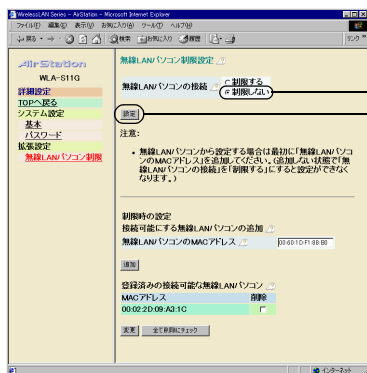 WirelessLAN Series - AirStation - Microsoft Internet Explorer
ファイル(F) 編集(E) 表示(V) お気に入り(A) ツール(T) ヘルプ(H)
戻る 検索 お気に入り 履歴 リンク
AirStation
WLA-S11G
詳細設定
TOPへ戻る
システム設定
基本
パスワード
拡張設定
無線LANパソコン制限
無線LANパソコン制限設定
無線LANパソコンの接続 制限する
制限しない
設定
注意:
・ 無線LANパソコンから設定する場合は最初に「無線LANパソコンのMACアドレス」を追加してください。(追加しない状態で「無線LANパソコンの接続」を「制限する」にすると設定ができなくなります。)
制限時の設定
接続可能にする無線LANパソコンの追加
無線LANパソコンのMACアドレス 00:60:1D:F1:88:B0
追加
登録済みの接続可能な無線LANパソコン
MACアドレス 削除
00:02:2D:09:A3:1C
変更 全て削除にチェック
インターネット